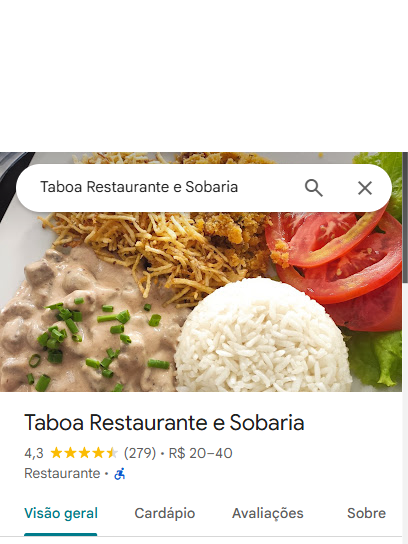 Taboa Restaurante e Sobaria
Taboa Restaurante e Sobaria
4,3 (279) • R$ 20–40
Restaurante •
Visão geral Cardápio Avaliações Sobre